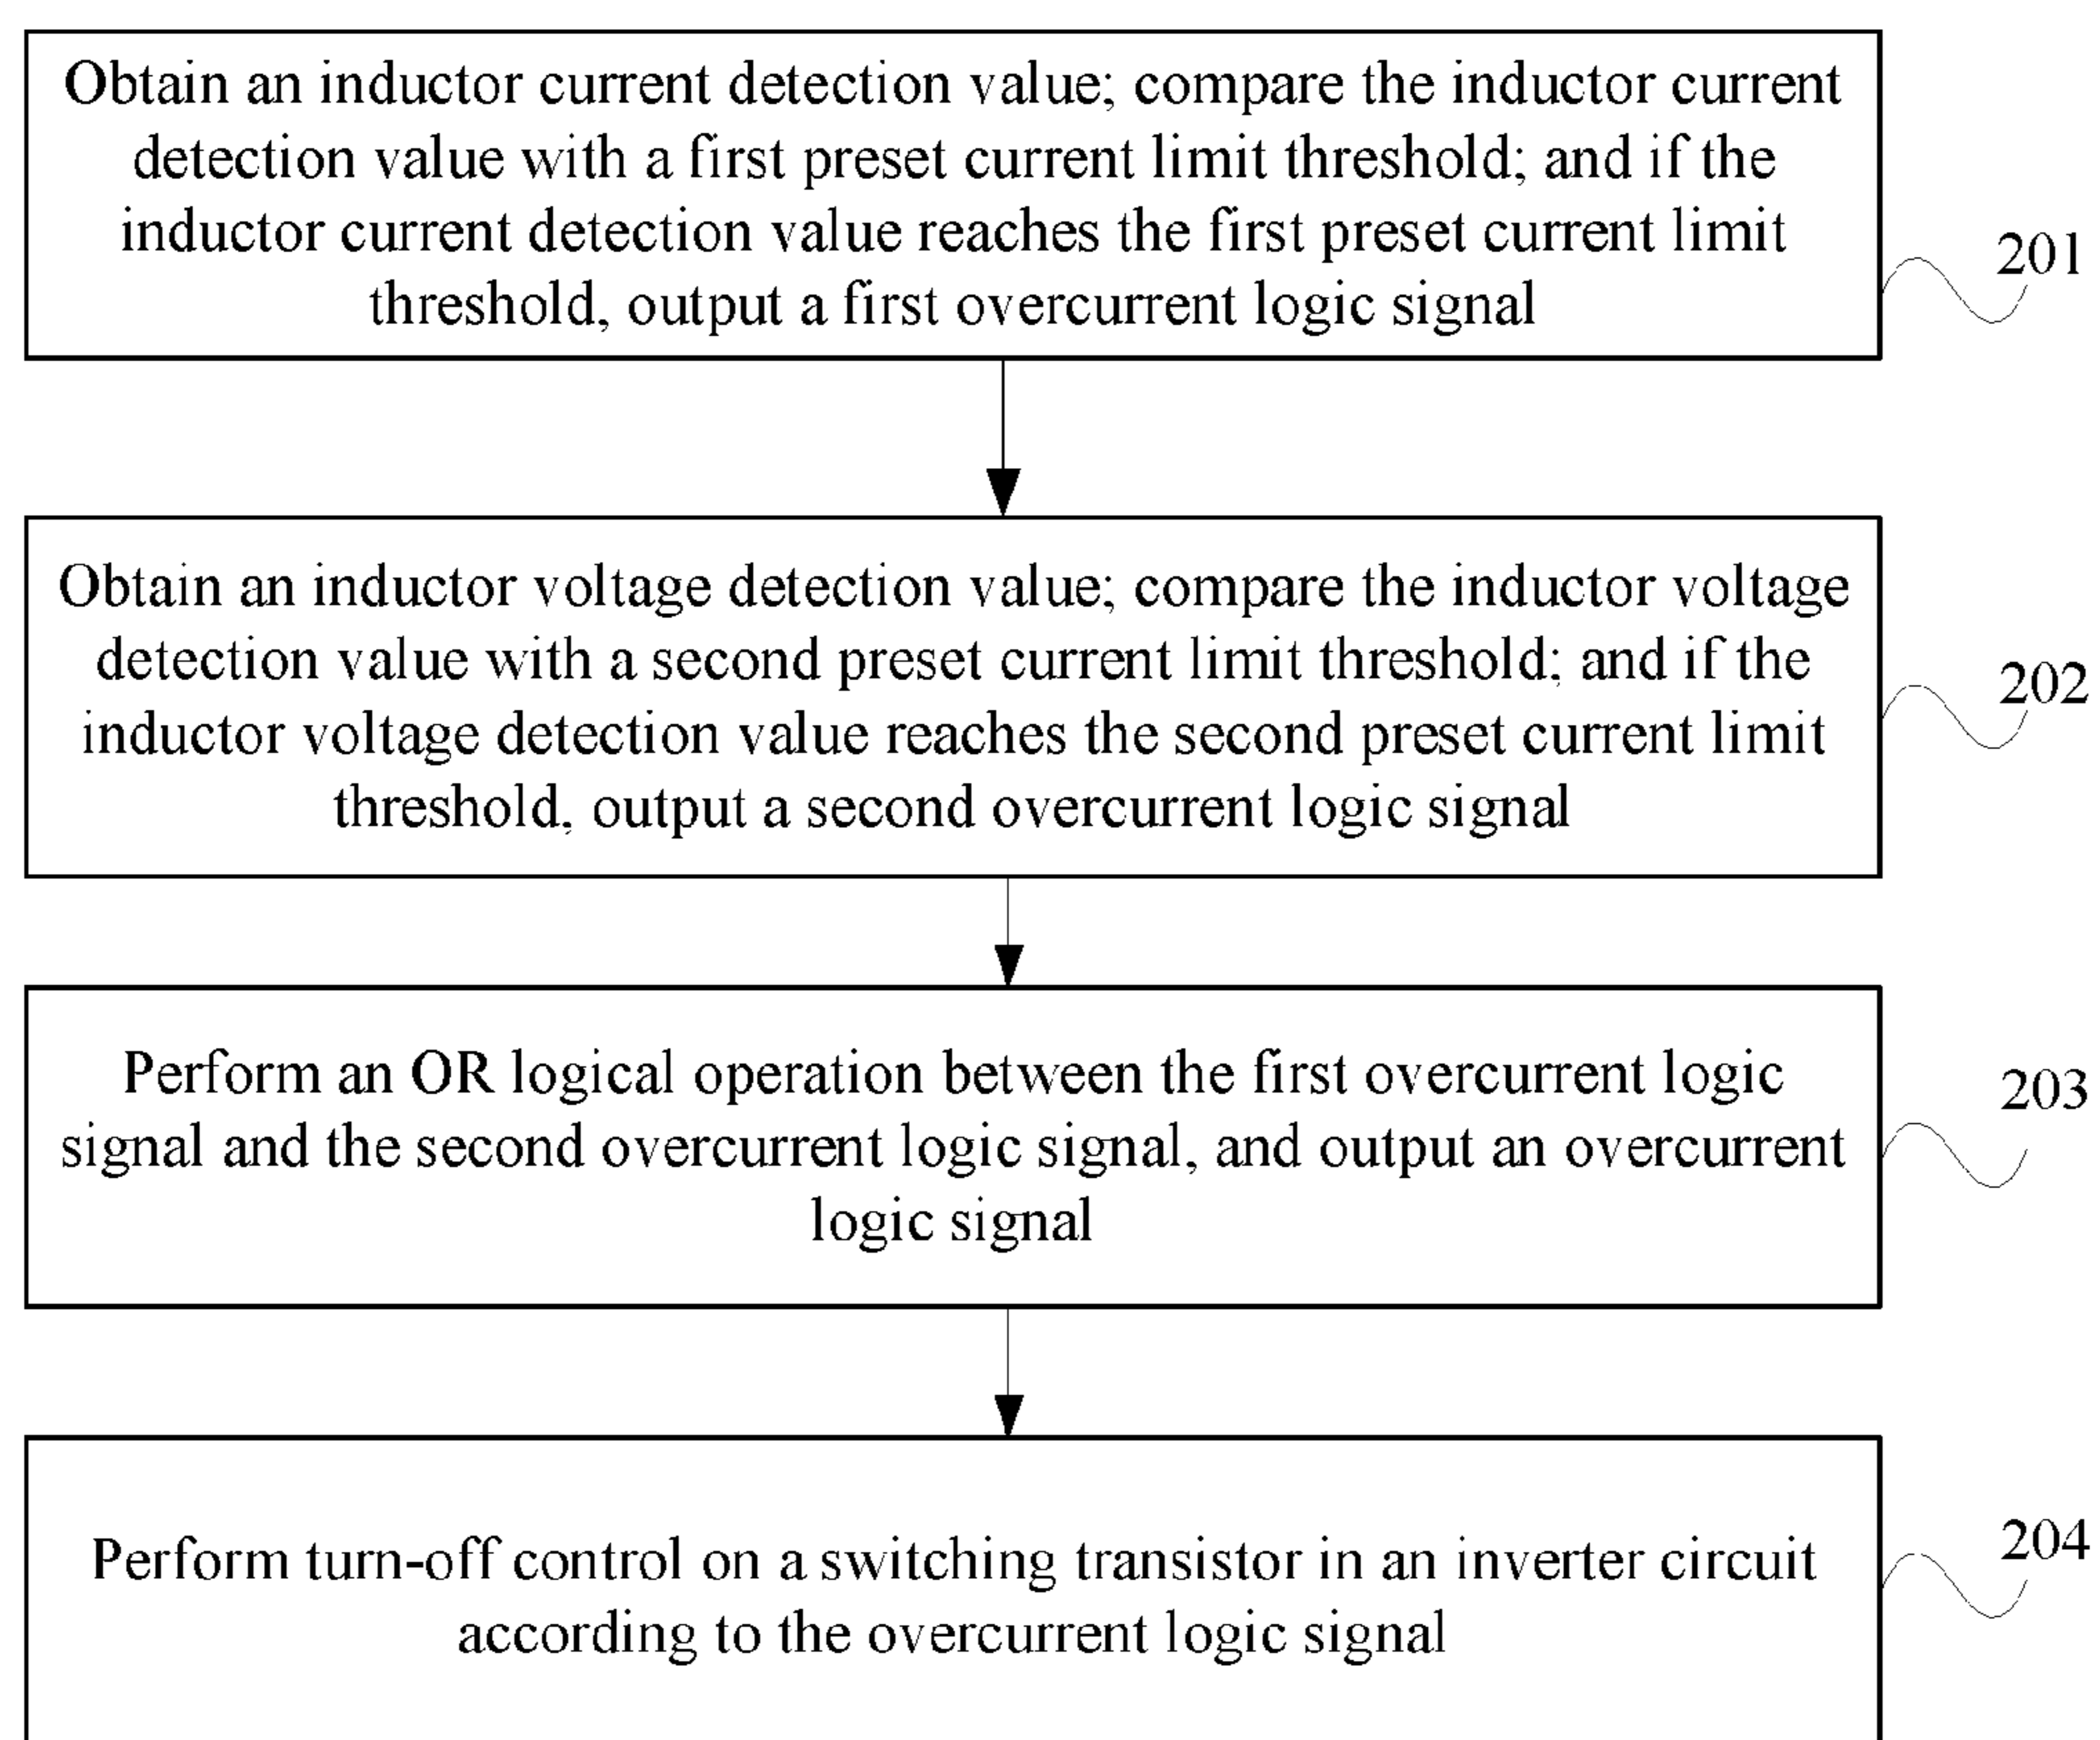 Obtain an inductor current detection value; compare the inductor current
detection value with a first preset current limit threshold; and if the
inductor current detection value reaches the first preset current limit
threshold, output a first overcurrent logic signal
201
Obtain an inductor voltage detection value; compare the inductor voltage
detection value with a second preset current limit threshold; and if the
inductor voltage detection value reaches the second preset current limit
threshold, output a second overcurrent logic signal
202
Perform an OR logical operation between the first overcurrent logic
signal and the second overcurrent logic signal, and output an overcurrent
logic signal
203
Perform turn-off control on a switching transistor in an inverter circuit
according to the overcurrent logic signal
204